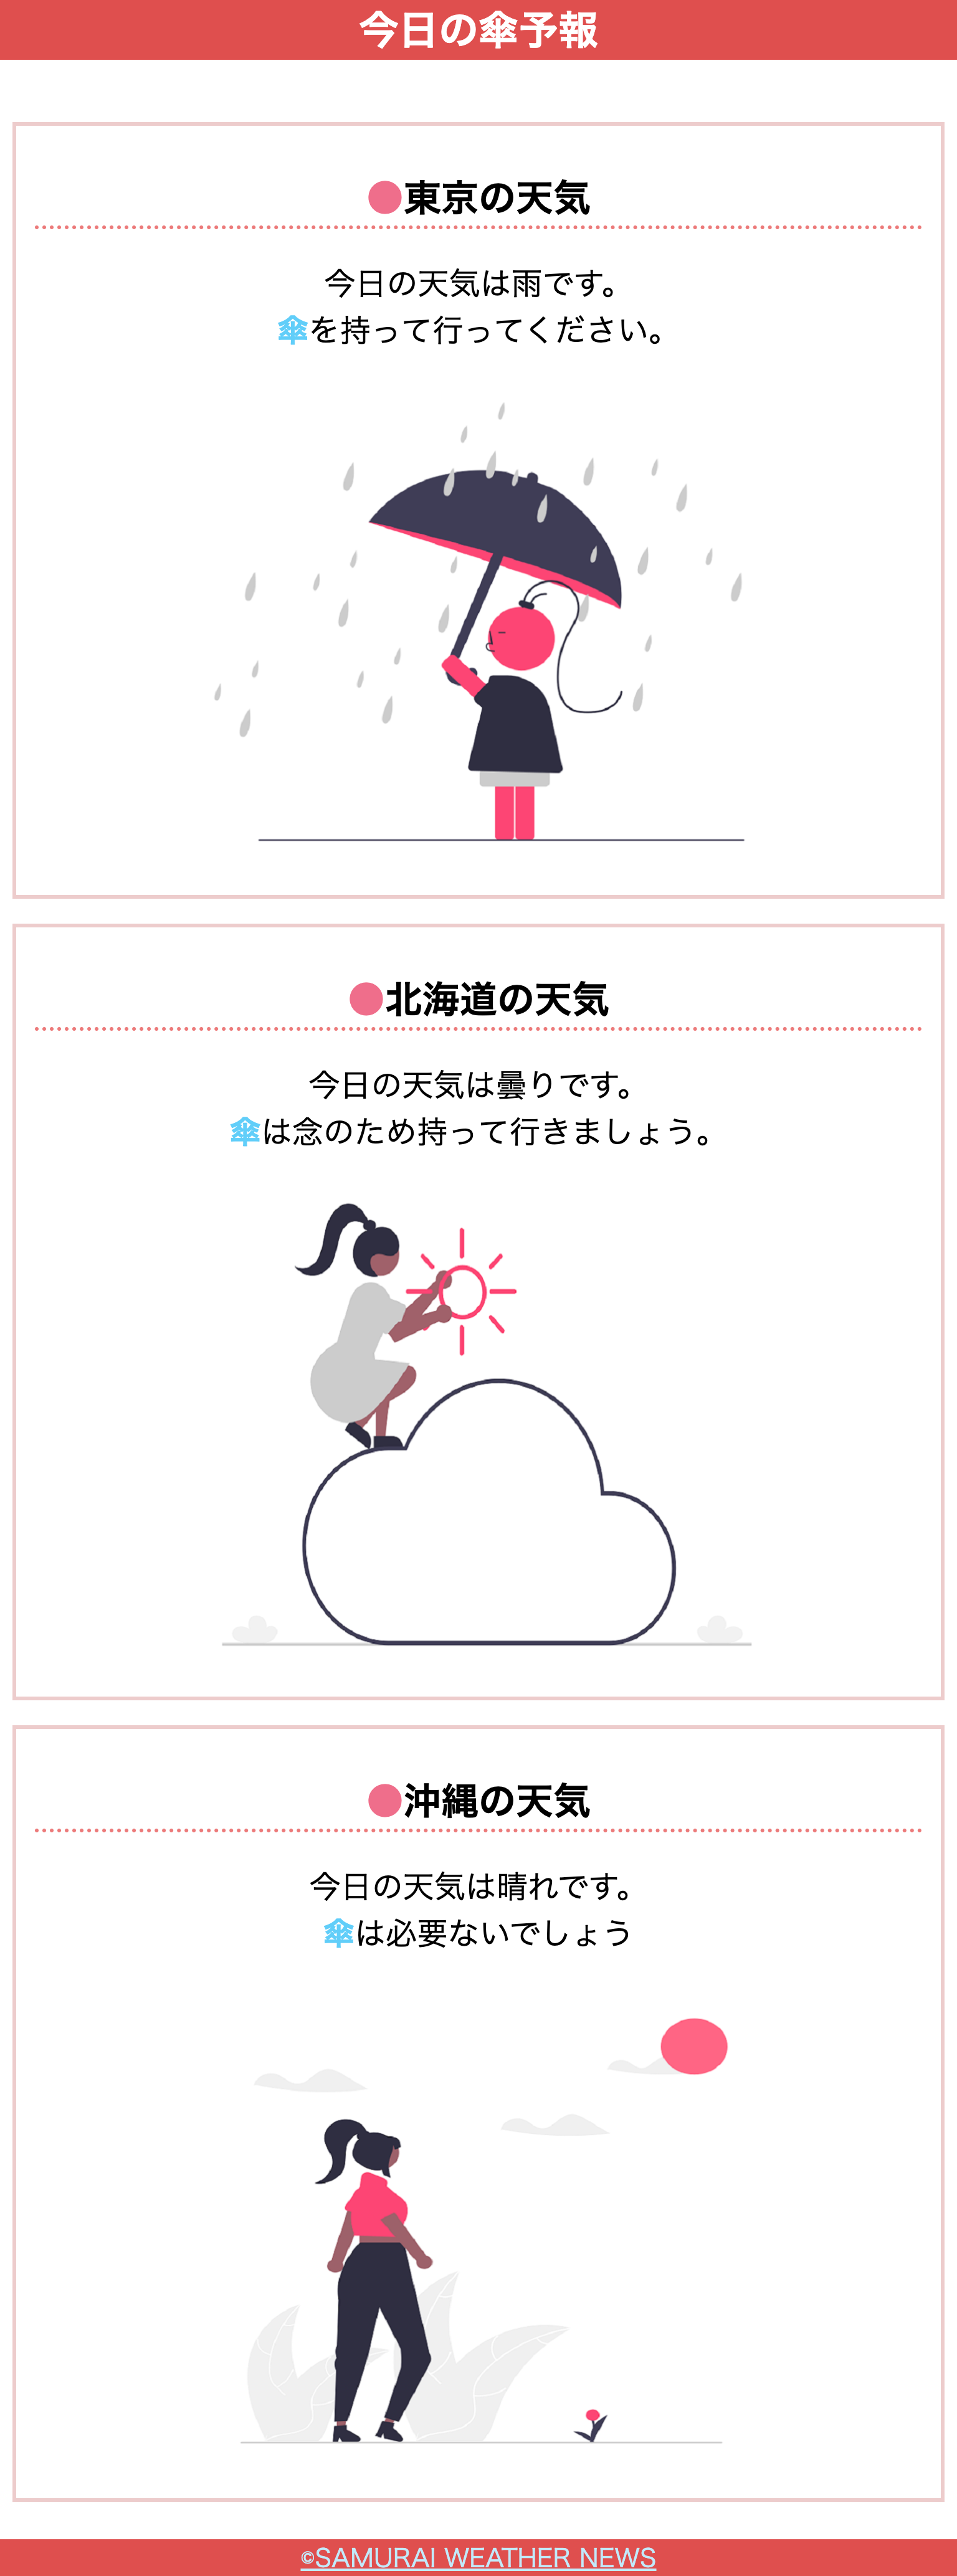 今日の傘予報
●東京の天気
今日の天気は雨です。
傘を持って行ってください。
●北海道の天気
今日の天気は曇りです。
傘は念のため持って行きましょう。
●沖縄の天気
今日の天気は晴れです。
傘は必要ないでしょう
©SAMURAI WEATHER NEWS